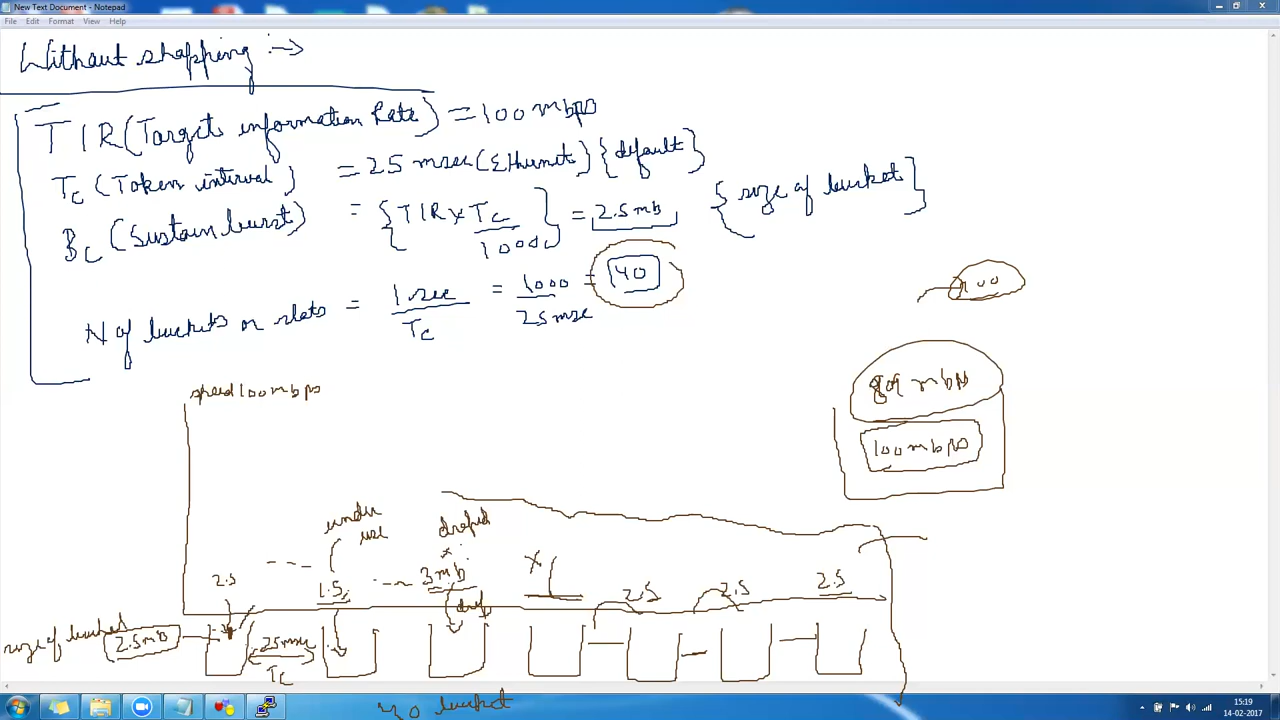 New Text Document - Notepad
File Edit Format View Help
Without shapping :→
TIR (Target information Rate) = 100 mbps
Tc (Token interval) = 25 msec (Ethernet) {default}
Bc (Sustain burst) = {TIR x Tc / 1000} = 2.5 mb {size of bucket}
N of buckets or slots = 1 sec / Tc = 1000 / 25 msec = 40
100
speed 100 mbps
mbps
100 mbps
under use
droped
2.5 --- 1.5 --- 3 mb x 2.5 2.5 2.5
drop
size of bucket 2.5 mB
25 msec
Tc
40 bucket
15:19
14-02-2017